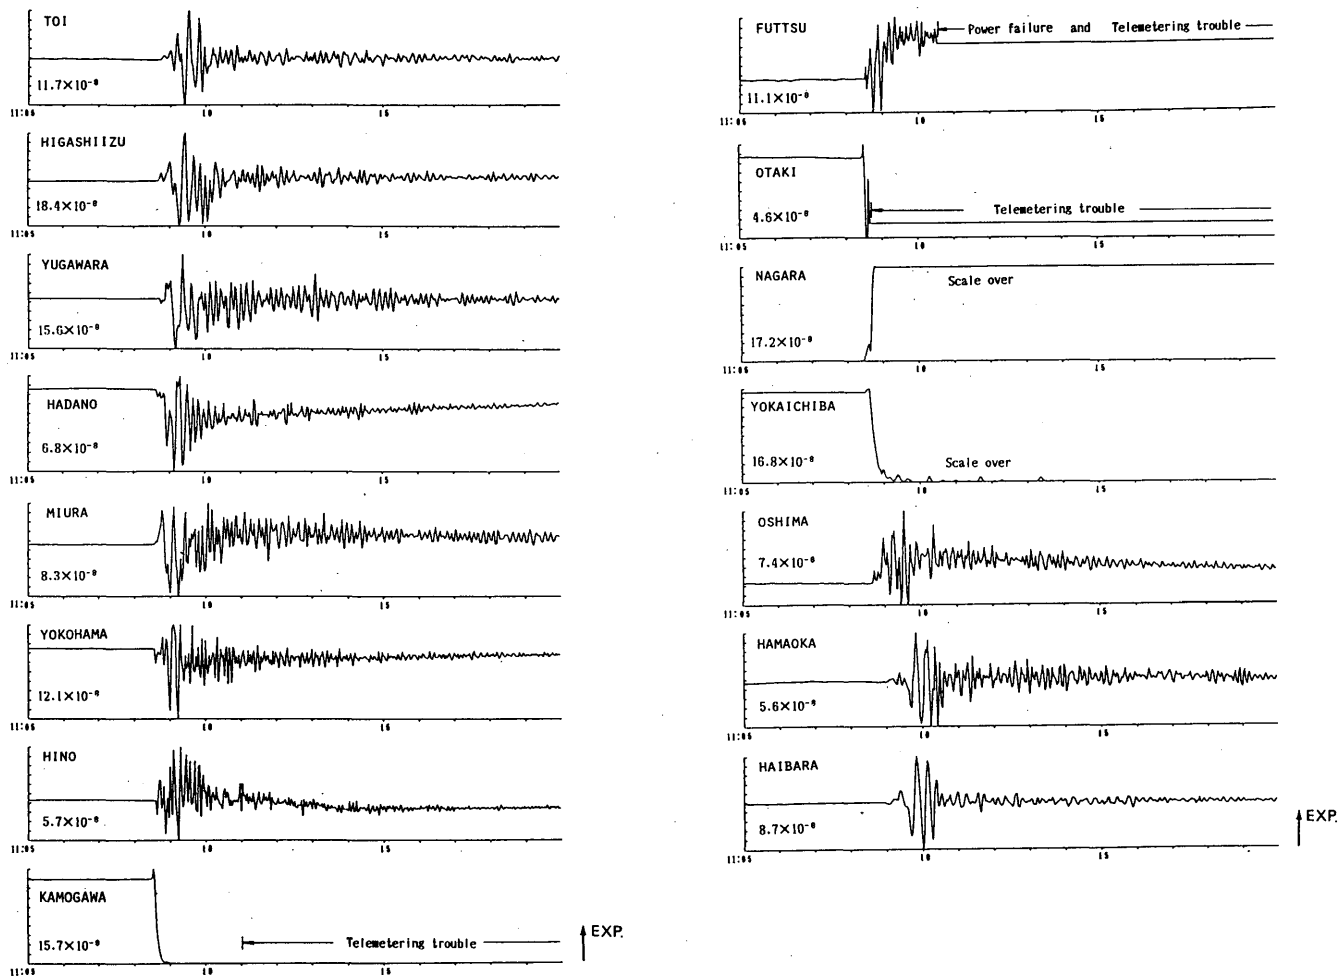 TOI
11.7×10⁻⁸
11:05 10 15
HIGASHIIZU
18.4×10⁻⁸
11:05 10 15
YUGAWARA
15.6×10⁻⁸
11:05 10 15
HADANO
6.8×10⁻⁸
11:05 10 15
MIURA
8.3×10⁻⁸
11:05 10 15
YOKOHAMA
12.1×10⁻⁸
11:05 10 15
HINO
5.7×10⁻⁸
11:05 10 15
KAMOGAWA
15.7×10⁻⁸
Telemetering trouble
11:05 10 15
EXP.
FUTTSU
Power failure and Telemetering trouble
11.1×10⁻⁸
11:05 10 15
OTAKI
4.6×10⁻⁸
Telemetering trouble
11:05 10 15
NAGARA
Scale over
17.2×10⁻⁸
11:05 10 15
YOKAICHIBA
16.8×10⁻⁸
Scale over
11:05 10 15
OSHIMA
7.4×10⁻⁸
11:05 10 15
HAMAOKA
5.6×10⁻⁸
11:05 10 15
HAIBARA
8.7×10⁻⁸
11:05 10 15
EXP.